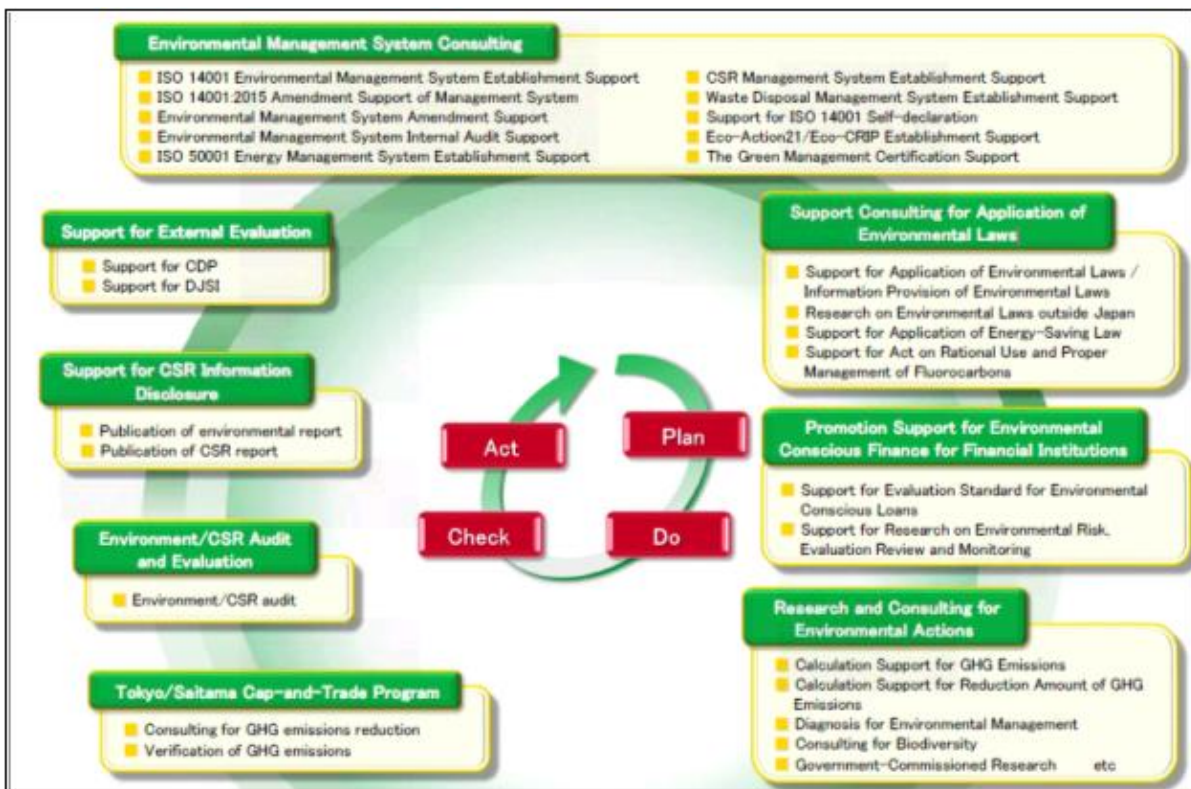 Environmental Management System Consulting
ISO 14001 Environmental Management System Establishment Support
ISO 14001:2015 Amendment Support of Management System
Environmental Management System Amendment Support
Environmental Management System Internal Audit Support
ISO 50001 Energy Management System Establishment Support
CSR Management System Establishment Support
Waste Disposal Management System Establishment Support
Support for ISO 14001 Self-declaration
Eco-Action21/Eco-CRIP Establishment Support
The Green Management Certification Support
Support for External Evaluation
Support for CDP
Support for DJSI
Support for CSR Information
Disclosure
Publication of environmental report
Publication of CSR report
Environment/CSR Audit
and Evaluation
Environment/CSR audit
Tokyo/Saitama Cap-and-Trade Program
Consulting for GHG emissions reduction
Verification of GHG emissions
Act
Plan
Check
Do
Support Consulting for Application of
Environmental Laws
Support for Application of Environmental Laws /
Information Provision of Environmental Laws
Research on Environmental Laws outside Japan
Support for Application of Energy-Saving Law
Support for Act on Rational Use and Proper
Management of Fluorocarbons
Promotion Support for Environmental
Conscious Finance for Financial Institutions
Support for Evaluation Standard for Environmental
Conscious Loans
Support for Research on Environmental Risk,
Evaluation Review and Monitoring
Research and Consulting for
Environmental Actions
Calculation Support for GHG Emissions
Calculation Support for Reduction Amount of GHG
Emissions
Diagnosis for Environmental Management
Consulting for Biodiversity
Government-Commissioned Research etc